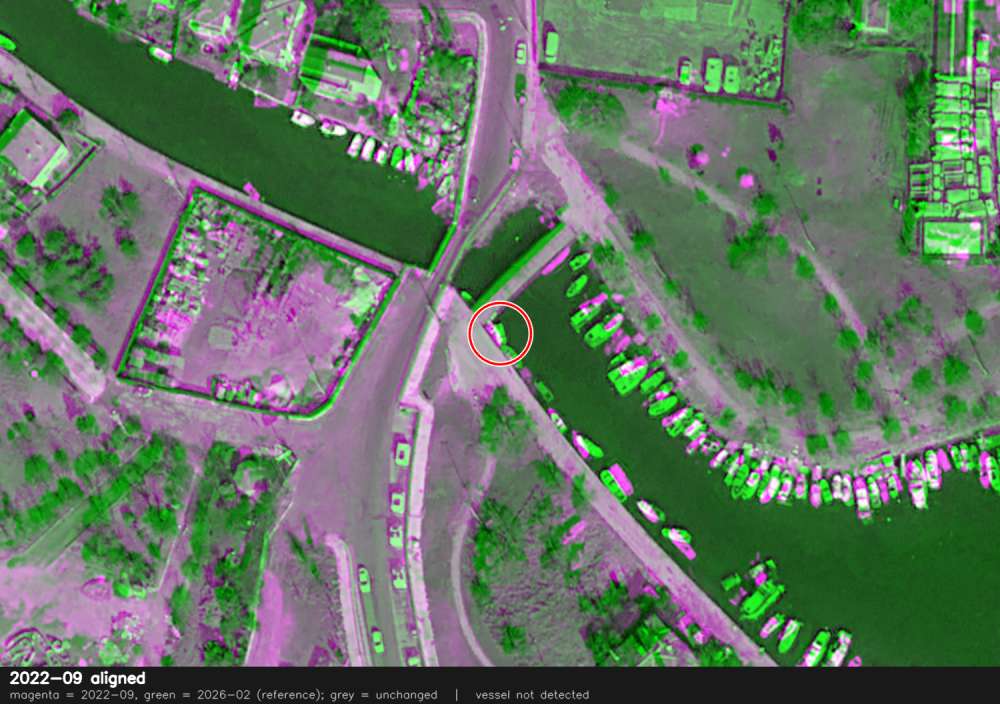 2022-09 aligned
magenta = 2022-09, green = 2026-02 (reference); grey = unchanged | vessel not detected